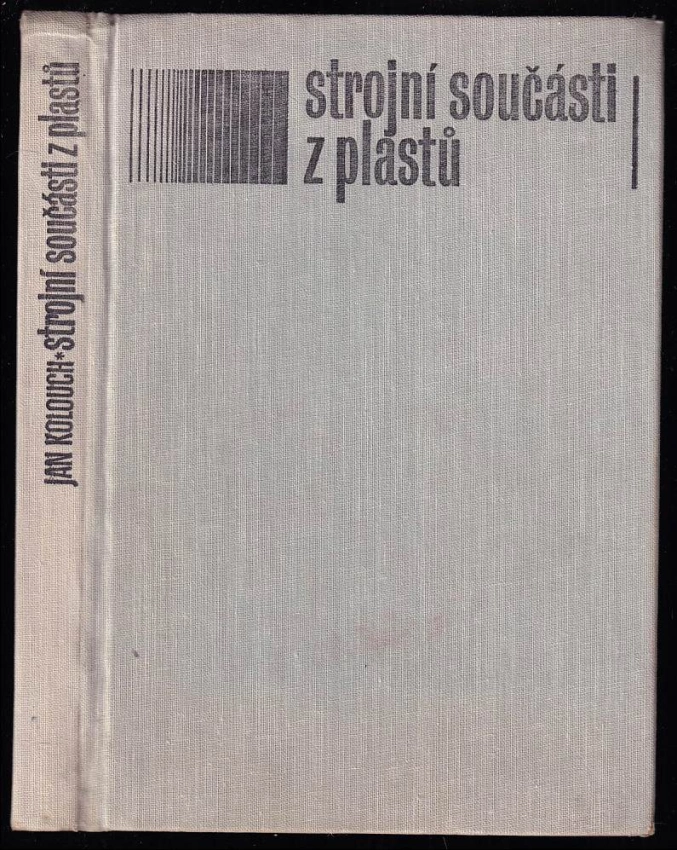 strojní součásti
z plastů
JAN KOLOUCH*strojní součásti z plastů